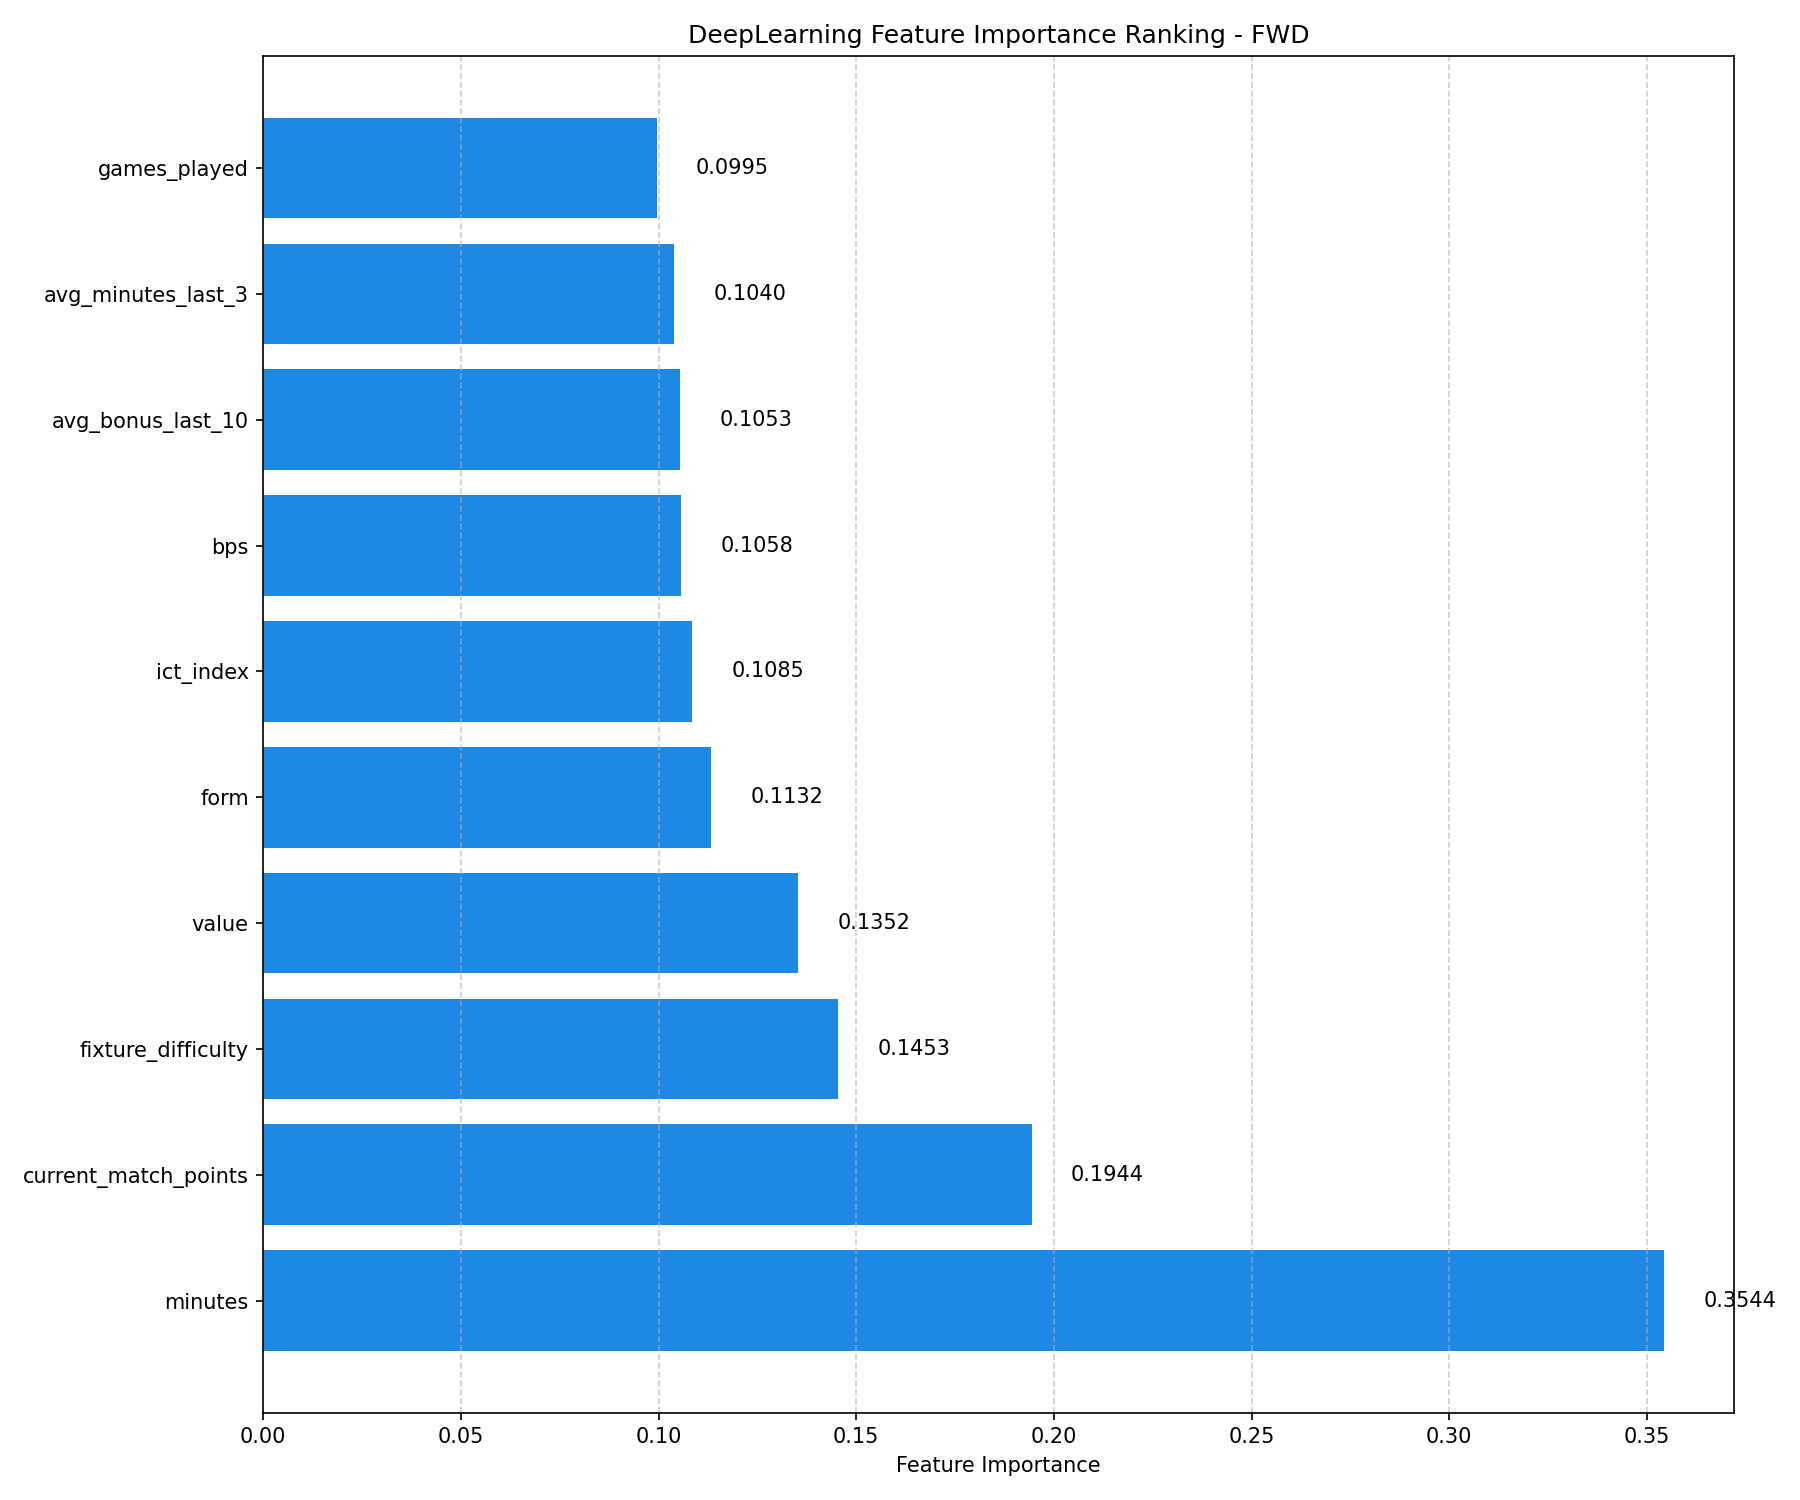 DeepLearning Feature Importance Ranking - FWD
games_played 0.0995
avg_minutes_last_3 0.1040
avg_bonus_last_10 0.1053
bps 0.1058
ict_index 0.1085
form 0.1132
value 0.1352
fixture_difficulty 0.1453
current_match_points 0.1944
minutes 0.3544
0.00 0.05 0.10 0.15 0.20 0.25 0.30 0.35
Feature Importance